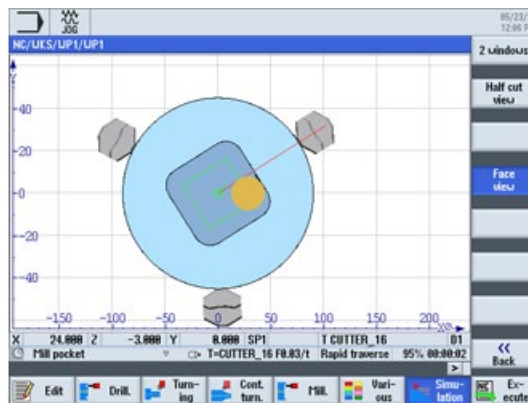 JOG
05/23/
12:06 P
NC/WKS/UP1/UP1
2 windows
Half cut
view
Face
view
Back
Y
40
20
0
-20
-40
-150 -100 -50 0 50 100 150 200
X 24.000 Z -3.000 Y 0.000 SP1 T CUTTER_16 D1
Mill pocket T=CUTTER_16 F0.03/t Rapid traverse 95% 00:00:02
Edit
Drill.
Turn-
ing
Cont.
turn.
Mill.
Vari-
ous
Simu-
lation
NC Ex-
ecute